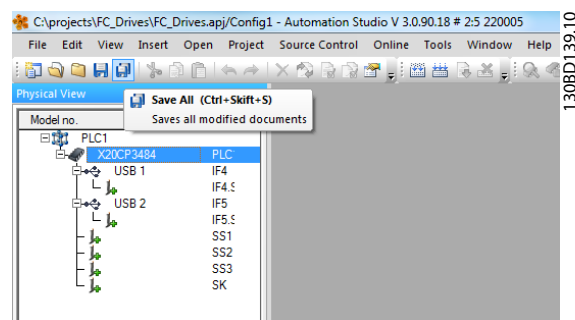 C:\projects\FC_Drives\FC_Drives.apj/Config1 - Automation Studio V 3.0.90.18 # 2:5 220005
File Edit View Insert Open Project Source Control Online Tools Window Help
Physical View
Save All (Ctrl+Skift+S)
Saves all modified documents
Model no.
PLC1
X20CP3484 PLC
USB 1 IF4
IF4.S
USB 2 IF5
IF5.S
SS1
SS2
SS3
SK
130BD139.10